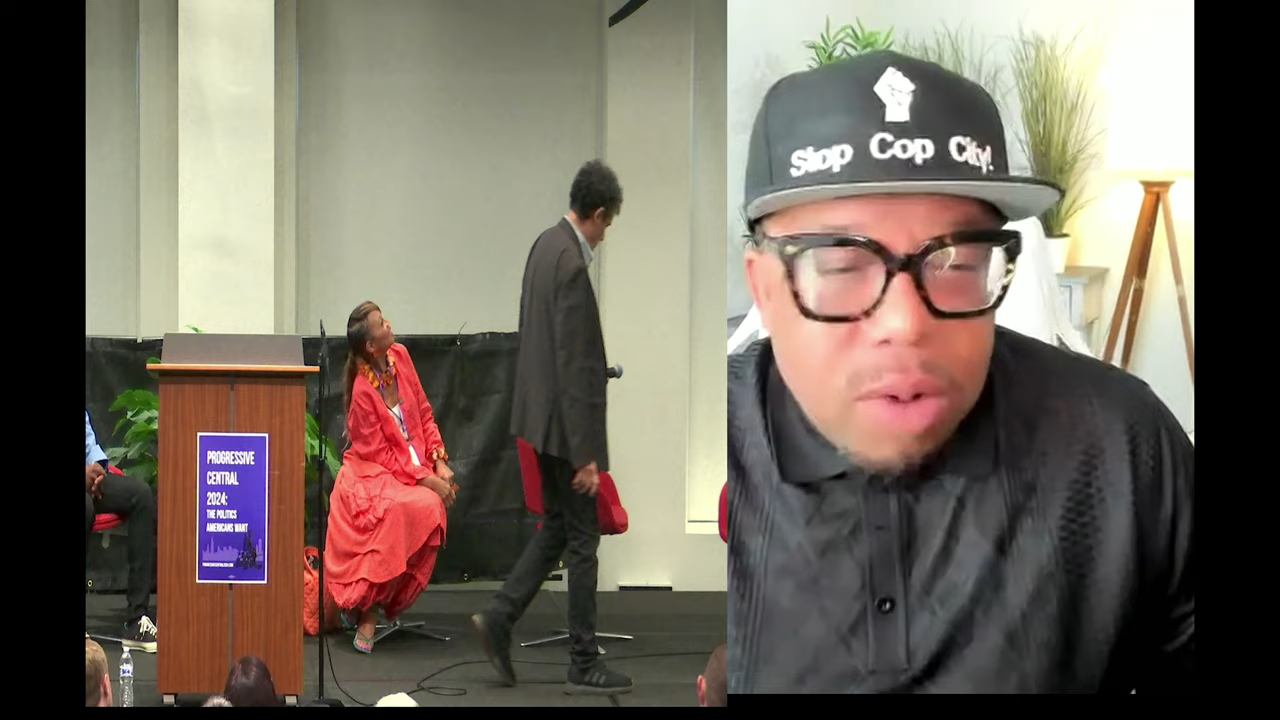 PROGRESSIVE
CENTRAL
2024:
THE POLITICS
AMERICANS WANT
Stop Cop City!